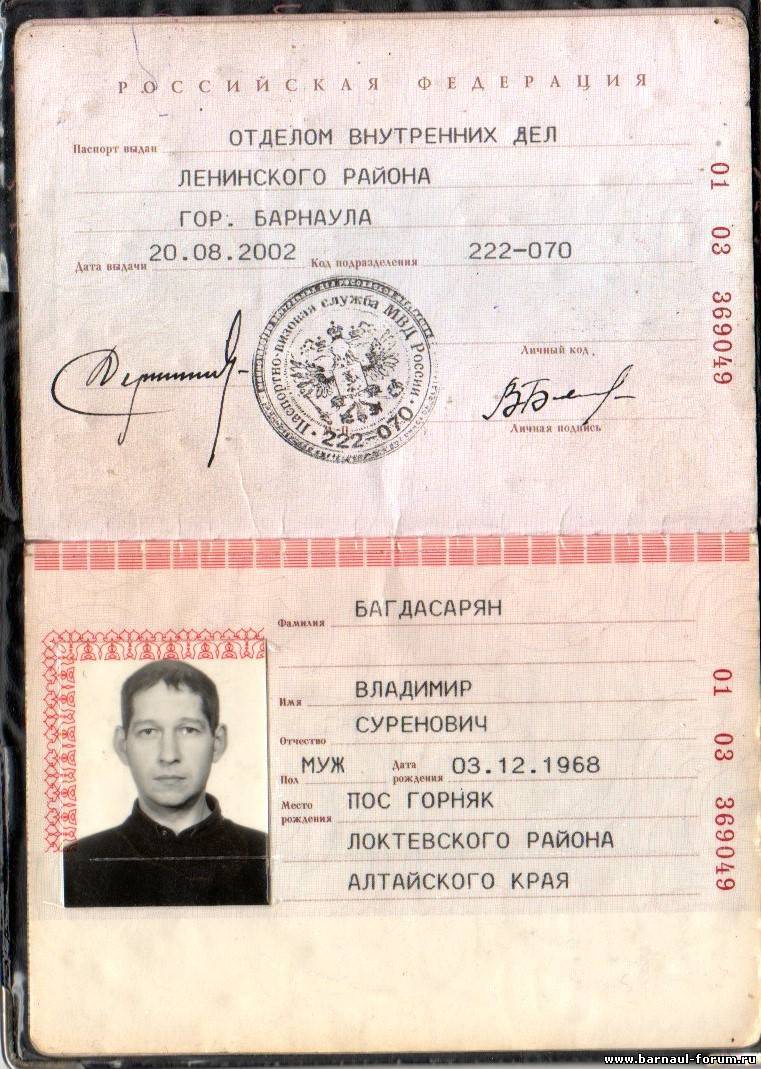 РОССИЙСКАЯ ФЕДЕРАЦИЯ
Паспорт выдан ОТДЕЛОМ ВНУТРЕННИХ ДЕЛ
ЛЕНИНСКОГО РАЙОНА
ГОР. БАРНАУЛА
Дата выдачи 20.08.2002 Код подразделения 222-070
01 03 369049
Паспортно-визовая служба МВД России
222-070
Личный код
Личная подпись
Фамилия БАГДАСАРЯН
Имя ВЛАДИМИР
Отчество СУРЕНОВИЧ
Пол МУЖ Дата рождения 03.12.1968
Место рождения ПОС ГОРНЯК
ЛОКТЕВСКОГО РАЙОНА
АЛТАЙСКОГО КРАЯ
01 03 369049
www.barnaul-forum.ru